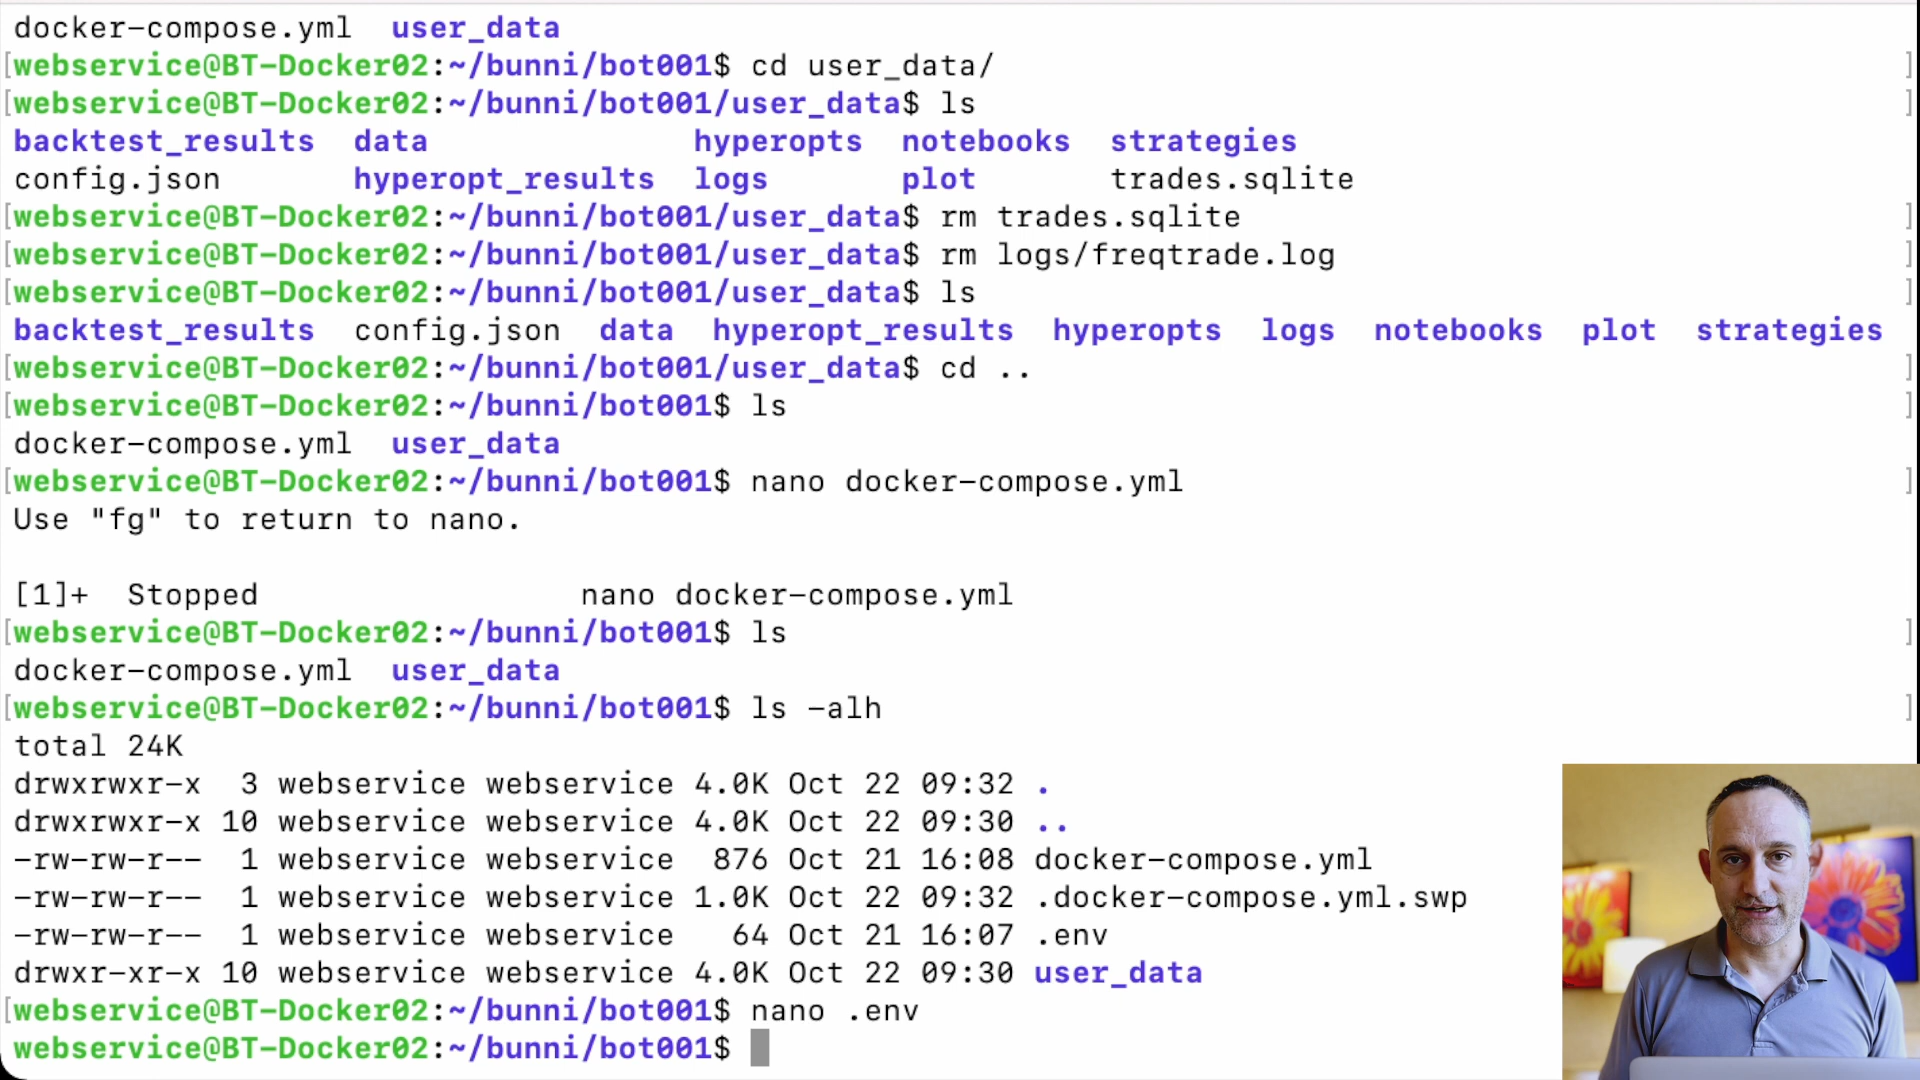 docker-compose.yml  user_data
[webservice@BT-Docker02:~/bunni/bot001$ cd user_data/ ]
[webservice@BT-Docker02:~/bunni/bot001/user_data$ ls ]
backtest_results  data              hyperopts  notebooks  strategies
config.json       hyperopt_results  logs       plot       trades.sqlite
[webservice@BT-Docker02:~/bunni/bot001/user_data$ rm trades.sqlite ]
[webservice@BT-Docker02:~/bunni/bot001/user_data$ rm logs/freqtrade.log ]
[webservice@BT-Docker02:~/bunni/bot001/user_data$ ls ]
backtest_results  config.json  data  hyperopt_results  hyperopts  logs  notebooks  plot  strategies
[webservice@BT-Docker02:~/bunni/bot001/user_data$ cd .. ]
[webservice@BT-Docker02:~/bunni/bot001$ ls ]
docker-compose.yml  user_data
[webservice@BT-Docker02:~/bunni/bot001$ nano docker-compose.yml ]
Use "fg" to return to nano.
[1]+  Stopped                 nano docker-compose.yml
[webservice@BT-Docker02:~/bunni/bot001$ ls ]
docker-compose.yml  user_data
[webservice@BT-Docker02:~/bunni/bot001$ ls -alh ]
total 24K
drwxrwxr-x  3 webservice webservice 4.0K Oct 22 09:32 .
drwxrwxr-x 10 webservice webservice 4.0K Oct 22 09:30 ..
-rw-rw-r--  1 webservice webservice  876 Oct 21 16:08 docker-compose.yml
-rw-rw-r--  1 webservice webservice 1.0K Oct 22 09:32 .docker-compose.yml.swp
-rw-rw-r--  1 webservice webservice   64 Oct 21 16:07 .env
drwxr-xr-x 10 webservice webservice 4.0K Oct 22 09:30 user_data
[webservice@BT-Docker02:~/bunni/bot001$ nano .env
webservice@BT-Docker02:~/bunni/bot001$